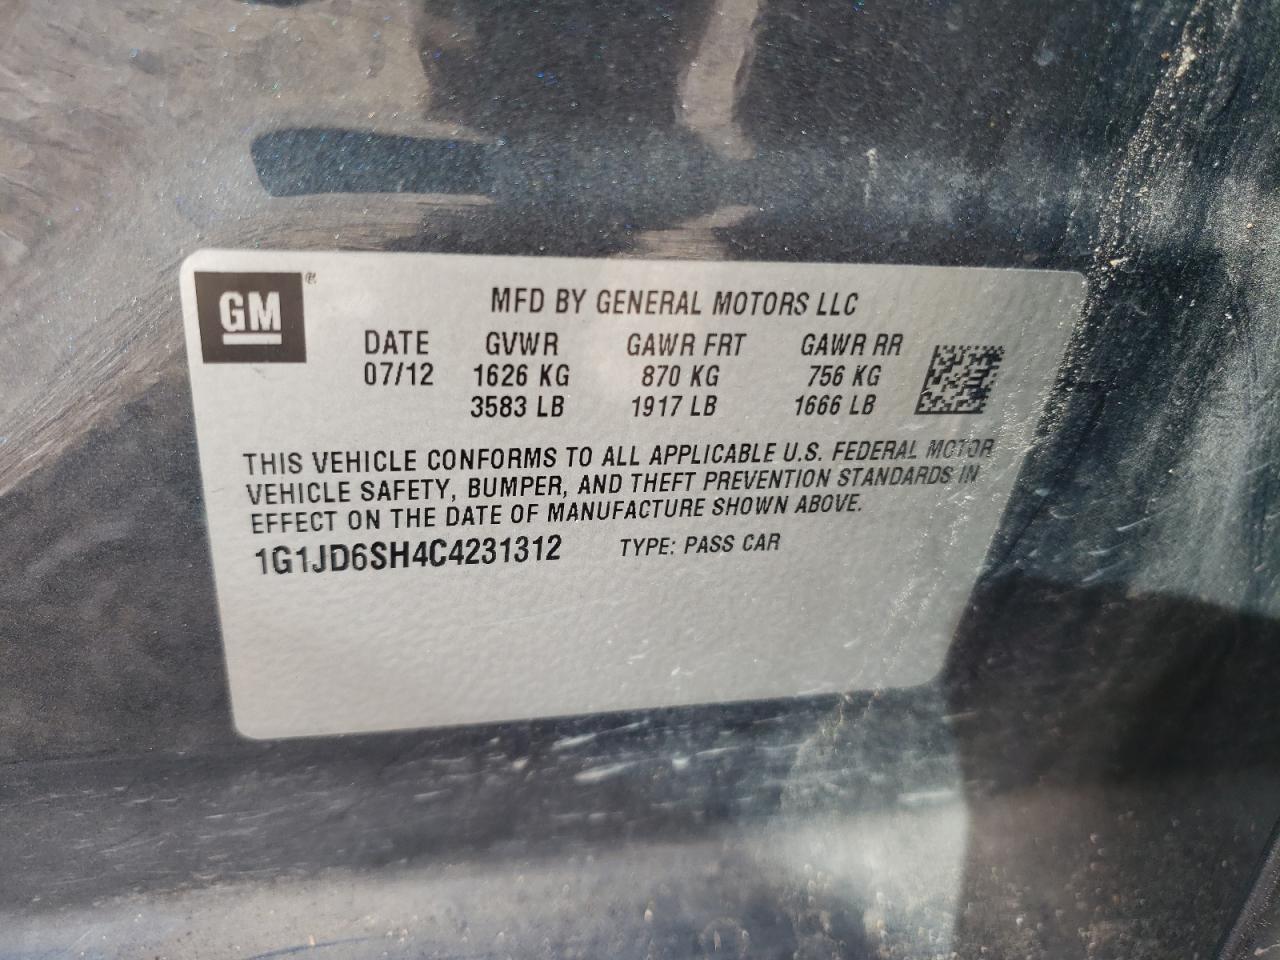 GM®
MFD BY GENERAL MOTORS LLC
DATE GVWR GAWR FRT GAWR RR
07/12 1626 KG 870 KG 756 KG
3583 LB 1917 LB 1666 LB
THIS VEHICLE CONFORMS TO ALL APPLICABLE U.S. FEDERAL MOTOR
VEHICLE SAFETY, BUMPER, AND THEFT PREVENTION STANDARDS IN
EFFECT ON THE DATE OF MANUFACTURE SHOWN ABOVE.
1G1JD6SH4C4231312 TYPE: PASS CAR